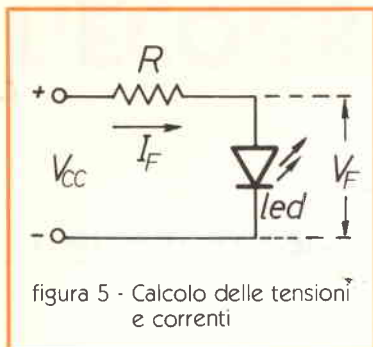 R
+
I_F
V_CC
V_F
led
-
figura 5 - Calcolo delle tensioni
e correnti